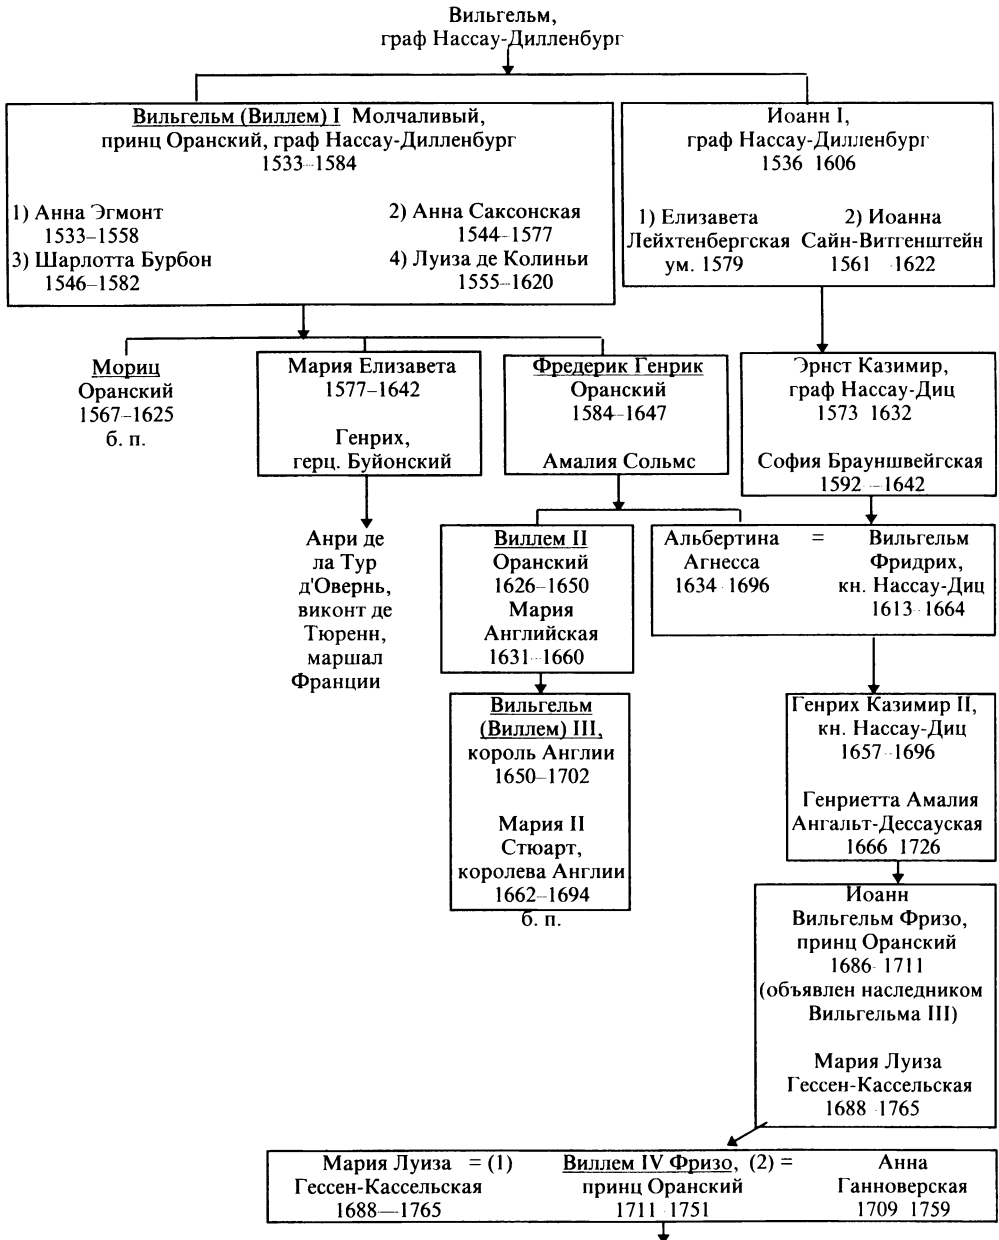 Вильгельм,
граф Нассау-Дилленбург
Вильгельм (Виллем) I Молчаливый,
принц Оранский, граф Нассау-Дилленбург
1533–1584
1) Анна Эгмонт
1533–1558
2) Анна Саксонская
1544–1577
3) Шарлотта Бурбон
1546–1582
4) Луиза де Колиньи
1555–1620
Иоанн I,
граф Нассау-Дилленбург
1536 1606
1) Елизавета
Лейхтенбергская
ум. 1579
2) Иоанна
Сайн-Витгенштейн
1561 1622
Мориц
Оранский
1567–1625
б. п.
Мария Елизавета
1577–1642
Генрих,
герц. Буйонский
Фредерик Генрик
Оранский
1584–1647
Амалия Сольмс
Эрнст Казимир,
граф Нассау-Диц
1573 1632
София Брауншвейгская
1592 –1642
Анри де
ла Тур
д'Овернь,
виконт де
Тюренн,
маршал
Франции
Виллем II
Оранский
1626–1650
Мария
Английская
1631–1660
Альбертина =
Агнесса
1634 1696
Вильгельм
Фридрих,
кн. Нассау-Диц
1613 1664
Вильгельм
(Виллем) III,
король Англии
1650–1702
Мария II
Стюарт,
королева Англии
1662–1694
б. п.
Генрих Казимир II,
кн. Нассау-Диц
1657 1696
Генриетта Амалия
Ангальт-Дессауская
1666 1726
Иоанн
Вильгельм Фризо,
принц Оранский
1686 1711
(объявлен наследником
Вильгельма III)
Мария Луиза
Гессен-Кассельская
1688 1765
Мария Луиза = (1)
Гессен-Кассельская
1688—1765
Виллем IV Фризо, (2) =
принц Оранский
1711 1751
Анна
Ганноверская
1709 1759